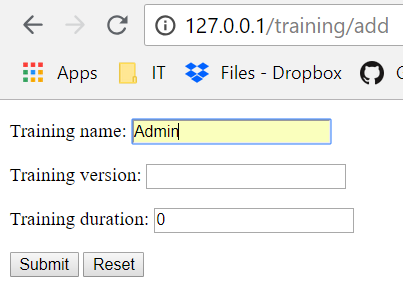 127.0.0.1/training/add
Apps IT Files - Dropbox
Training name: Admin
Training version:
Training duration: 0
Submit Reset